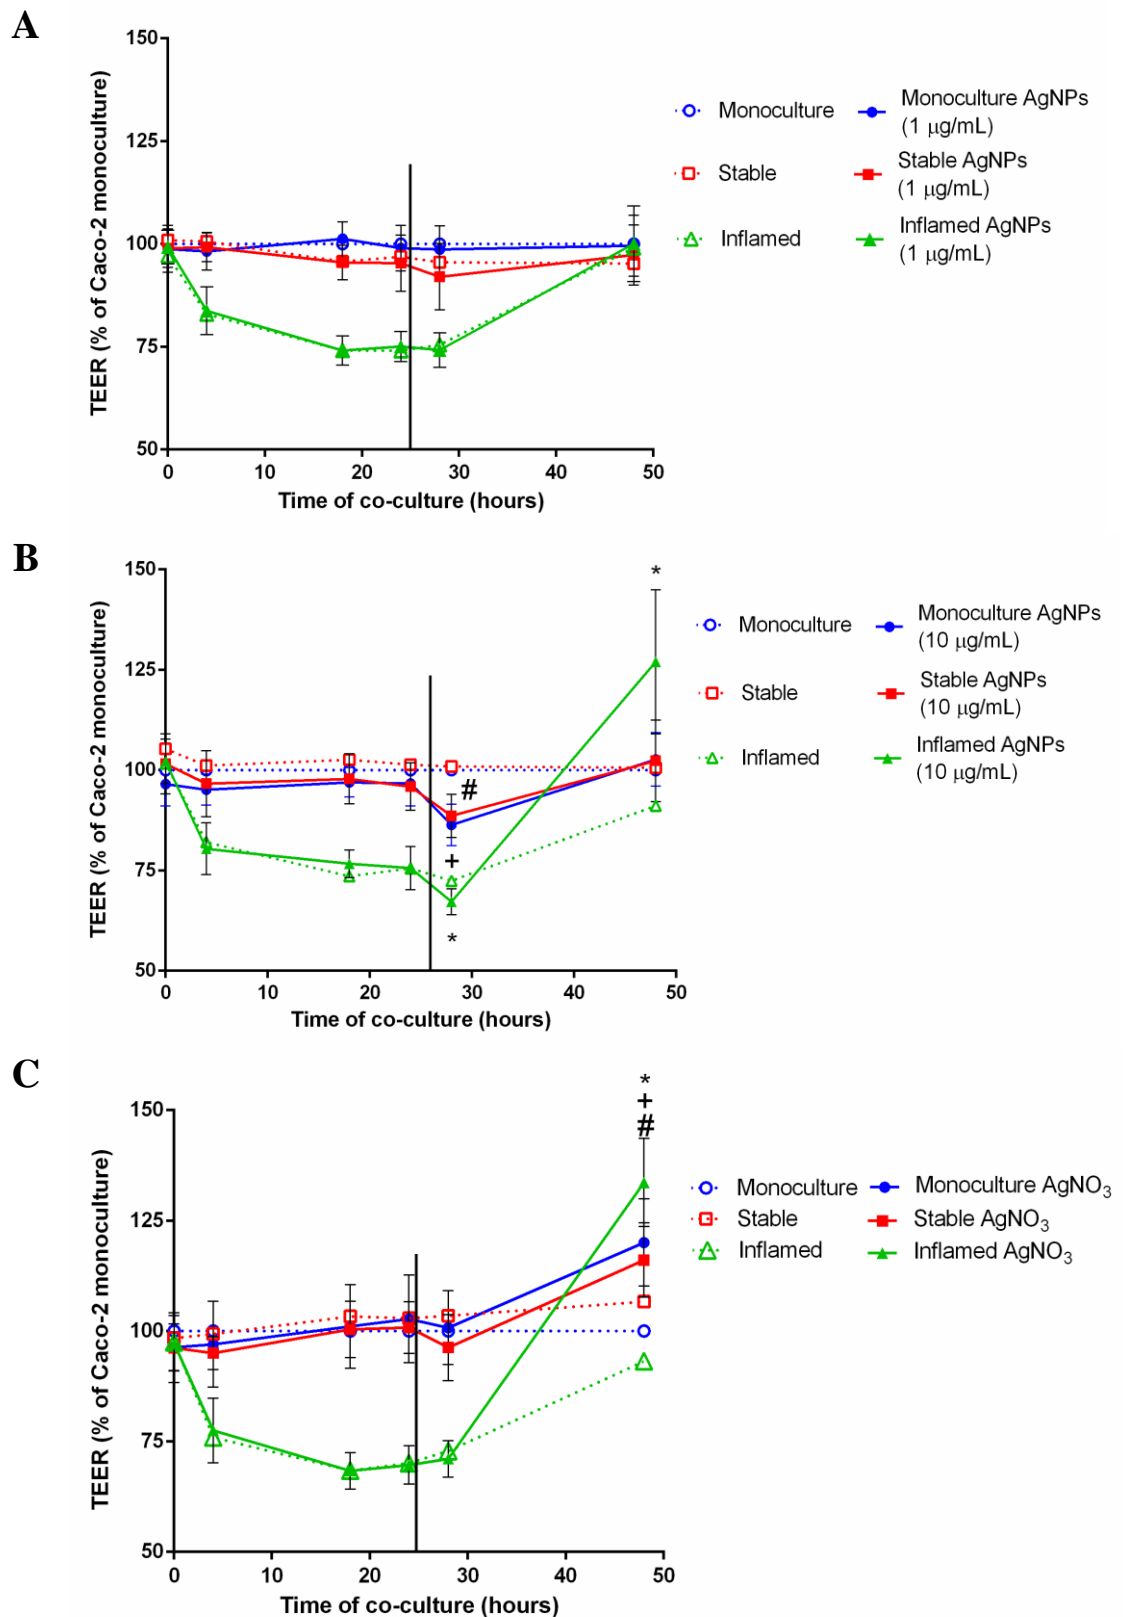 A
150
125
100
75
50
TEER (% of Caco-2 monoculture)
0 10 20 30 40 50
Time of co-culture (hours)
Monoculture
Monoculture AgNPs
(1 μg/mL)
Stable
Stable AgNPs
(1 μg/mL)
Inflamed
Inflamed AgNPs
(1 μg/mL)
B
150
125
100
75
50
TEER (% of Caco-2 monoculture)
*
#
+
*
0 10 20 30 40 50
Time of co-culture (hours)
Monoculture
Monoculture AgNPs
(10 μg/mL)
Stable
Stable AgNPs
(10 μg/mL)
Inflamed
Inflamed AgNPs
(10 μg/mL)
C
150
125
100
75
50
TEER (% of Caco-2 monoculture)
*
+
#
0 10 20 30 40 50
Time of co-culture (hours)
Monoculture
Monoculture AgNO₃
Stable
Stable AgNO₃
Inflamed
Inflamed AgNO₃